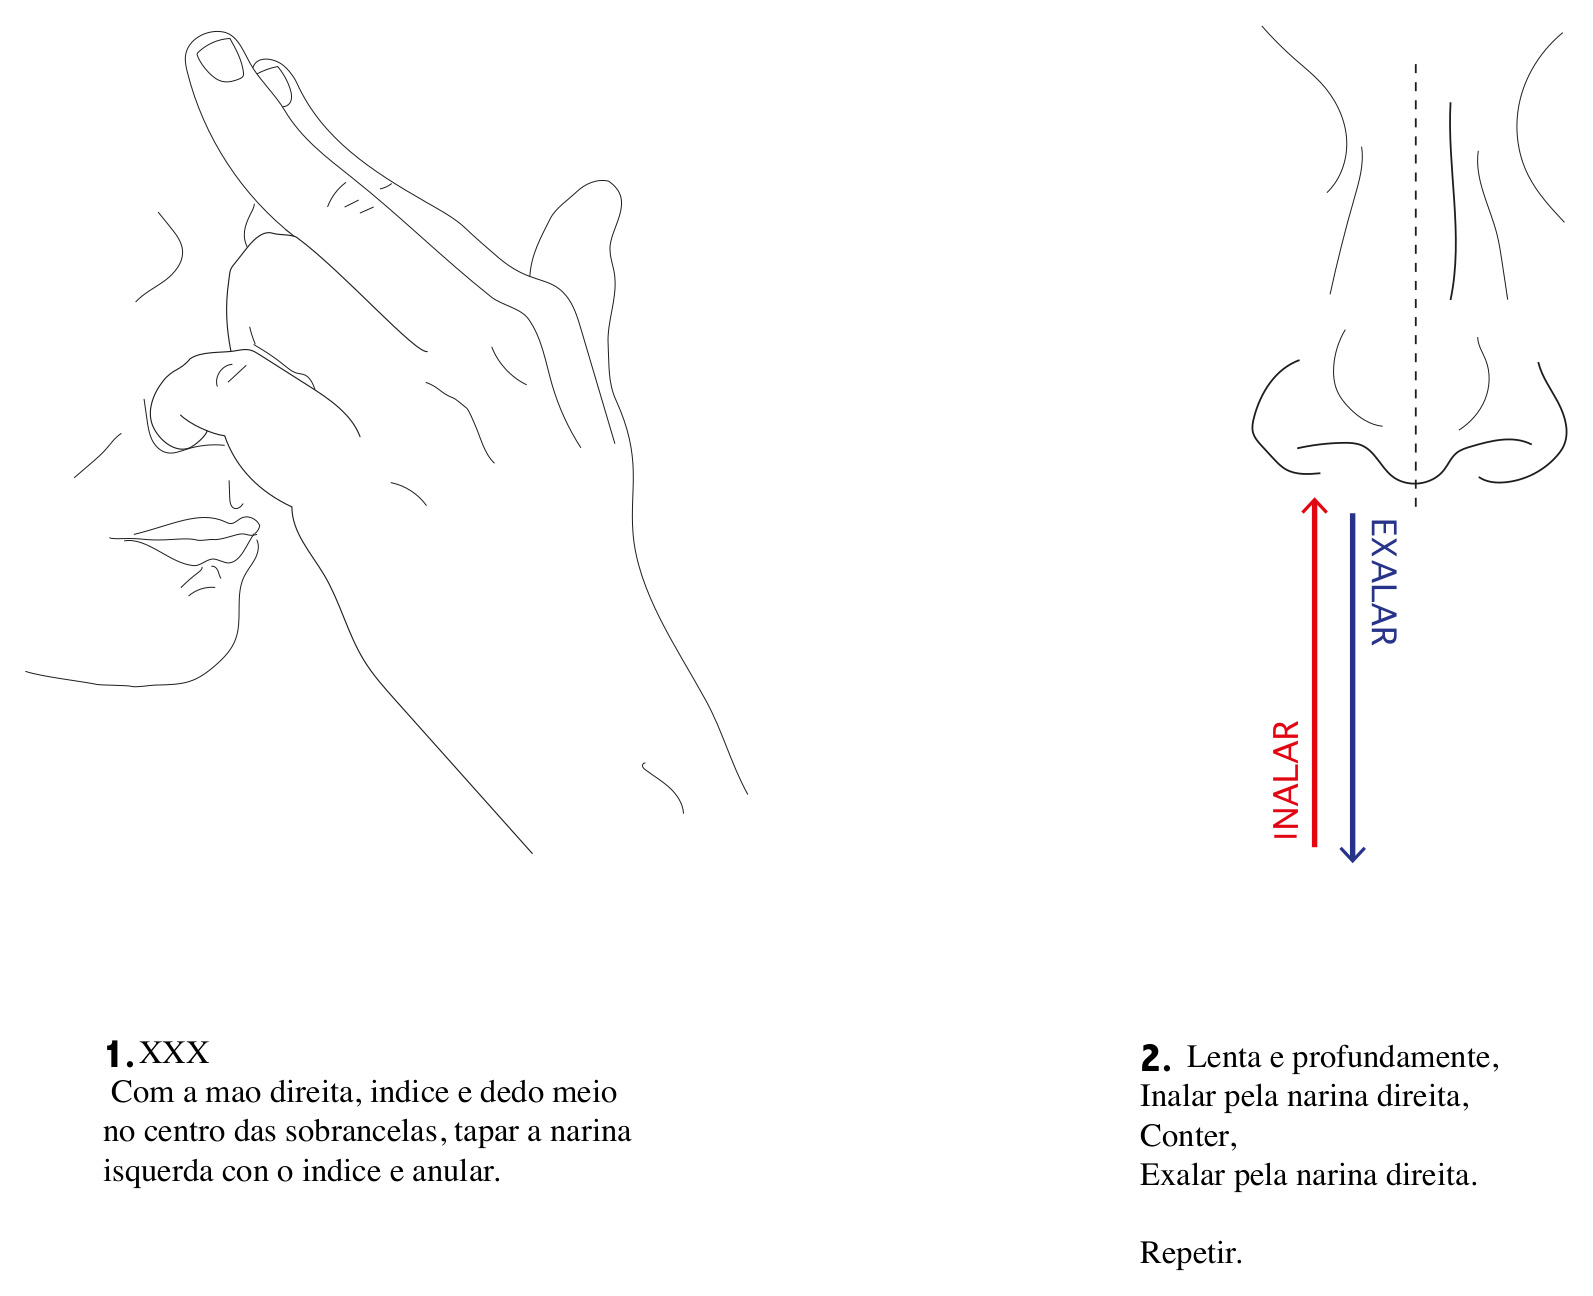 EXALAR
INALAR
1. XXX
Com a mao direita, indice e dedo meio
no centro das sobrancelas, tapar a narina
isquerda con o indice e anular.
2. Lenta e profundamente,
Inalar pela narina direita,
Conter,
Exalar pela narina direita.
Repetir.